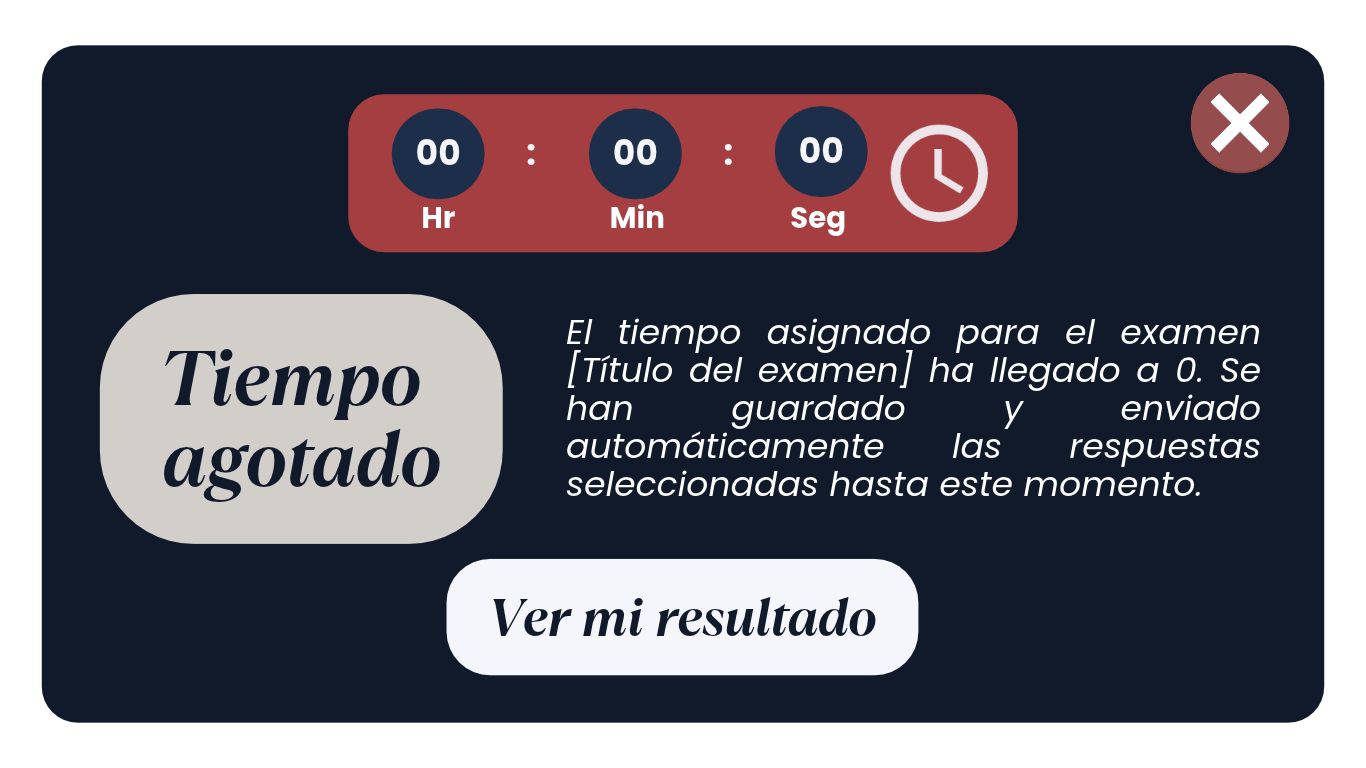 00 : 00 : 00
Hr Min Seg
Tiempo
agotado
El tiempo asignado para el examen
[Título del examen] ha llegado a 0. Se
han guardado y enviado
automáticamente las respuestas
seleccionadas hasta este momento.
Ver mi resultado